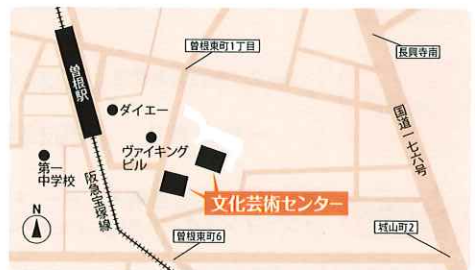 曽根東町1丁目
長興寺南
曽根駅
ダイエー
ヴァイキング
ビル
国道一七六号
第一
中学校
阪急宝塚線
文化芸術センター
N
曽根東町6
城山町2